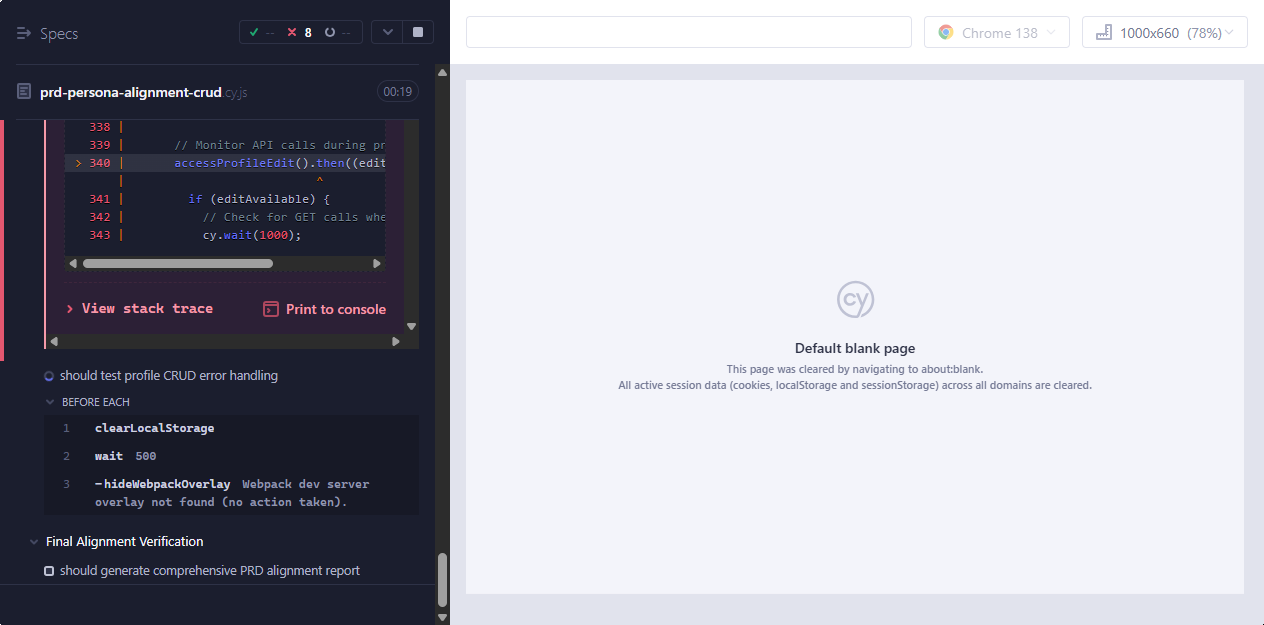 Specs
-- 8 --
Chrome 138
1000x660 (78%)
prd-persona-alignment-crud.cy.js
00:19
338 |
339 | // Monitor API calls during pr
> 340 | accessProfileEdit().then((edit
| ^
341 | if (editAvailable) {
342 | // Check for GET calls whe
343 | cy.wait(1000);
> View stack trace
Print to console
should test profile CRUD error handling
BEFORE EACH
1 clearLocalStorage
2 wait 500
3 -hideWebpackOverlay Webpack dev server
overlay not found (no action taken).
Final Alignment Verification
should generate comprehensive PRD alignment report
cy
Default blank page
This page was cleared by navigating to about:blank.
All active session data (cookies, localStorage and sessionStorage) across all domains are cleared.